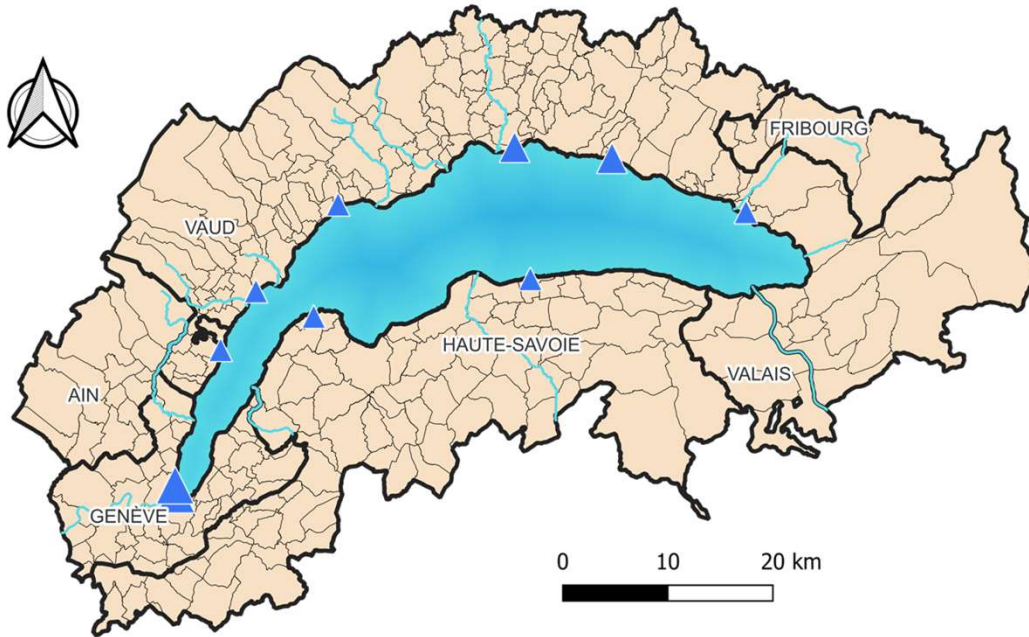 FRIBOURG
VAUD
HAUTE-SAVOIE
VALAIS
AIN
GENÈVE
0 10 20 km